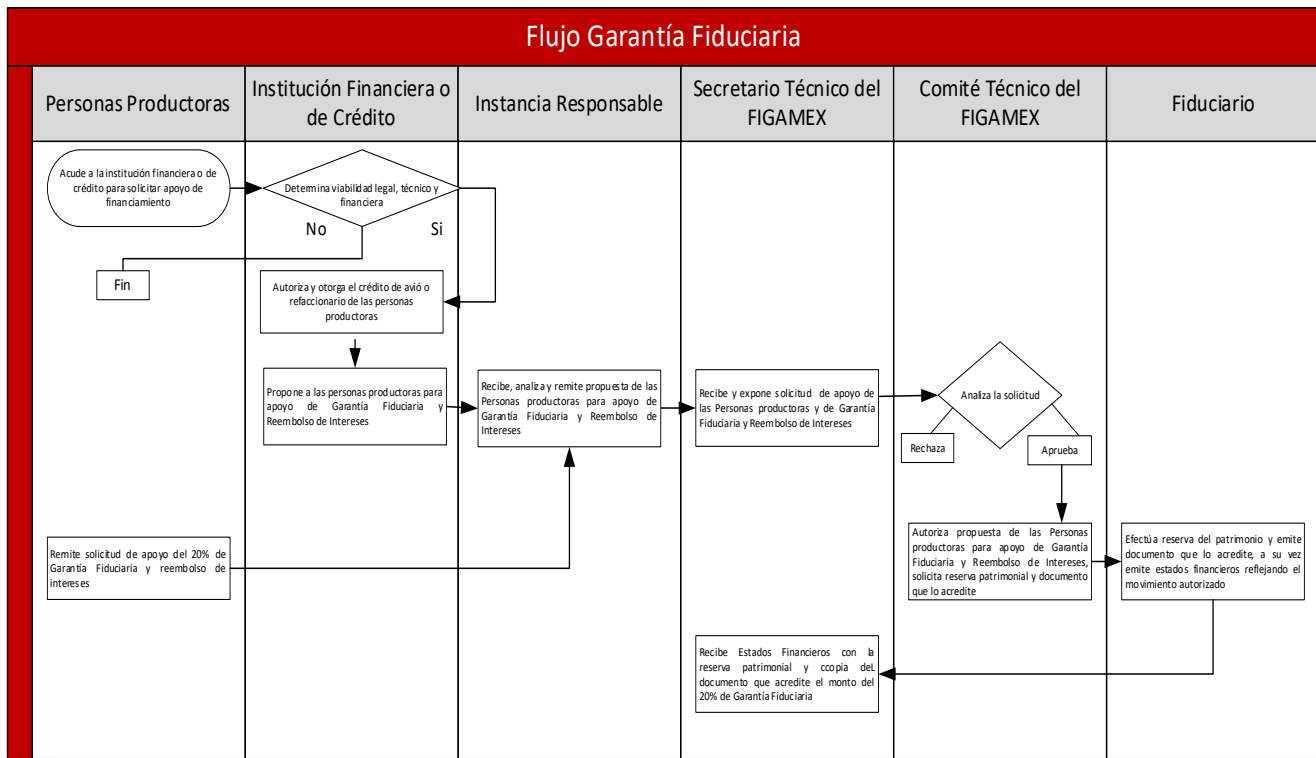 Flujo Garantía Fiduciaria
Personas Productoras
Institución Financiera o
de Crédito
Instancia Responsable
Secretario Técnico del
FIGAMEX
Comité Técnico del
FIGAMEX
Fiduciario
Acude a la institución financiera o de
crédito para solicitar apoyo de
financiamiento
Determina viabilidad legal, técnico y
financiera
No
Si
Fin
Autoriza y otorga el crédito de avió o
refaccionario de las personas
productoras
Propone a las personas productoras para
apoyo de Garantía Fiduciaria y
Reembolso de Intereses
Recibe, analiza y remite propuesta de las
Personas productoras para apoyo de
Garantía Fiduciaria y Reembolso de
Intereses
Recibe y expone solicitud de apoyo de
las Personas productoras y de Garantía
Fiduciaria y Reembolso de Intereses
Analiza la solicitud
Rechaza
Aprueba
Remite solicitud de apoyo del 20% de
Garantía Fiduciaria y reembolso de
intereses
Autoriza propuesta de las Personas
productoras para apoyo de Garantía
Fiduciaria y Reembolso de Intereses,
solicita reserva patrimonial y documento
que lo acredite
Efectúa reserva del patrimonio y emite
documento que lo acredite, a su vez
emite estados financieros reflejando el
movimiento autorizado
Recibe Estados Financieros con la
reserva patrimonial y ccopia deL
documento que acredite el monto del
20% de Garantía Fiduciaria